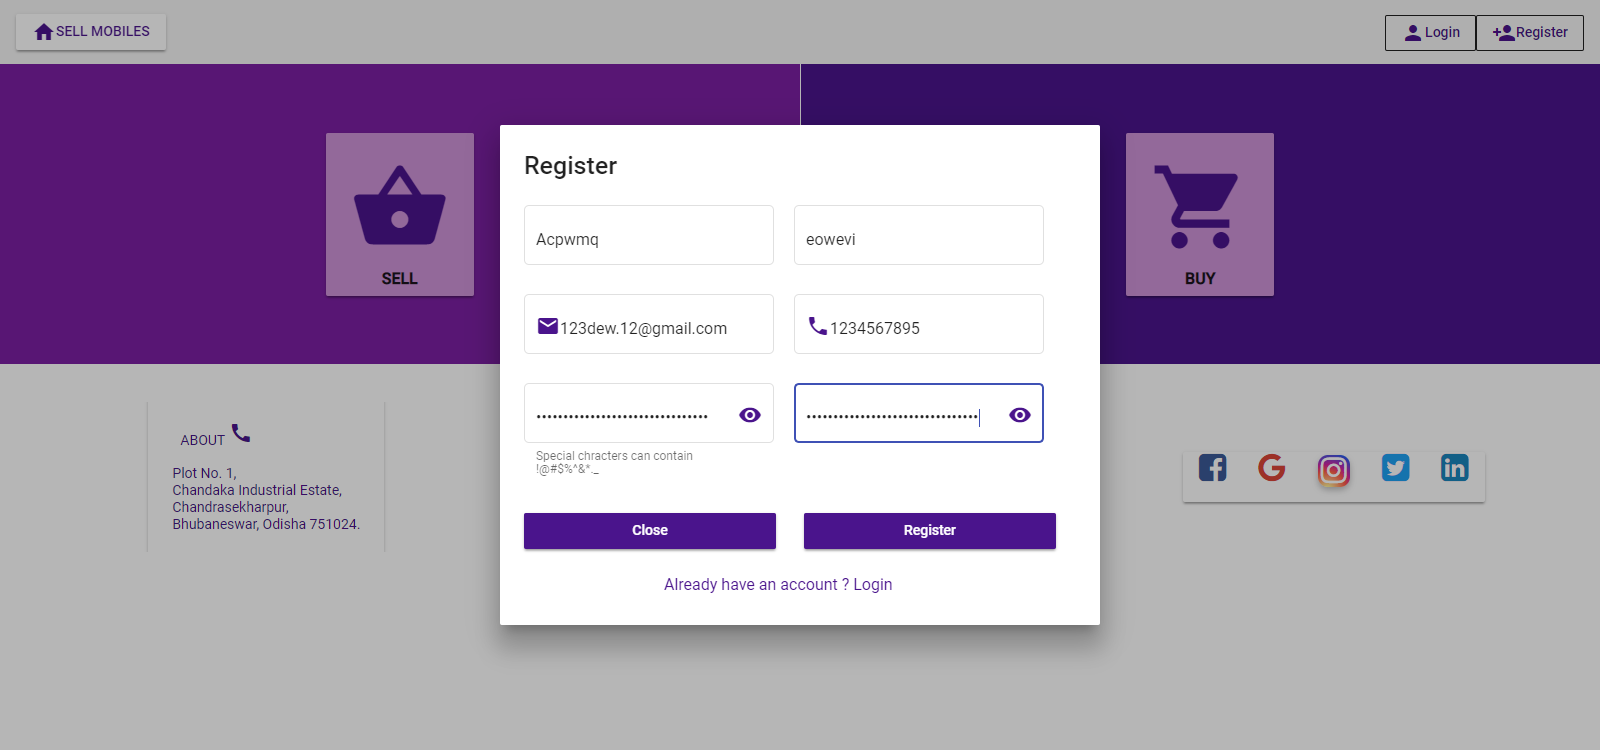 SELL MOBILES
Login
Register
SELL
BUY
Register
Acpwmq
eowevi
123dew.12@gmail.com
1234567895
••••••••••••••••••••••••••••••••
••••••••••••••••••••••••••••••••
Special chracters can contain
!@#$%^&*._
Close
Register
Already have an account ? Login
ABOUT
Plot No. 1,
Chandaka Industrial Estate,
Chandrasekharpur,
Bhubaneswar, Odisha 751024.